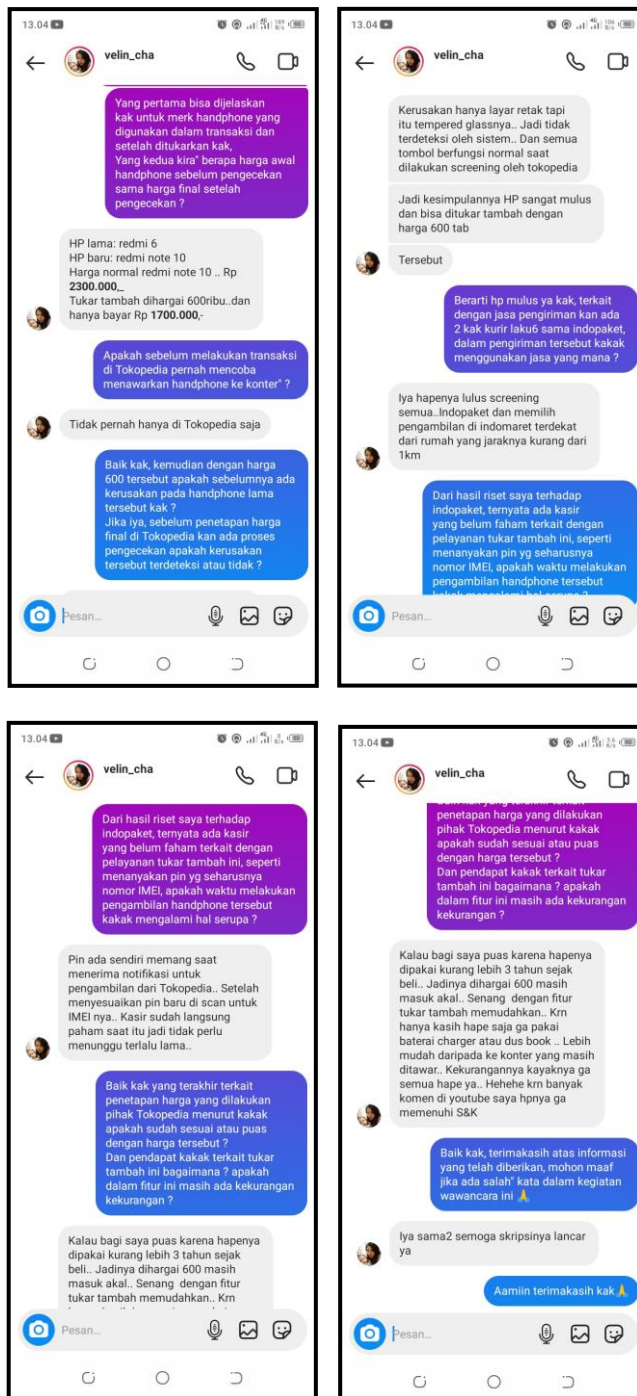 13.04
velin_cha
Yang pertama bisa dijelaskan
kak untuk merk handphone yang
digunakan dalam transaksi dan
setelah ditukarkan kak,
Yang kedua kira" berapa harga awal
handphone sebelum pengecekan
sama harga final setelah
pengecekan ?
HP lama: redmi 6
HP baru: redmi note 10
Harga normal redmi note 10 .. Rp
2300.000,_
Tukar tambah dihargai 600ribu..dan
hanya bayar Rp 1700.000,-
Apakah sebelum melakukan transaksi
di Tokopedia pernah mencoba
menawarkan handphone ke konter" ?
Tidak pernah hanya di Tokopedia saja
Baik kak, kemudian dengan harga
600 tersebut apakah sebelumnya ada
kerusakan pada handphone lama
tersebut kak ?
Jika iya, sebelum penetapan harga
final di Tokopedia kan ada proses
pengecekan apakah kerusakan
tersebut terdeteksi atau tidak ?
Pesan...
13.04
velin_cha
Kerusakan hanya layar retak tapi
itu tempered glassnya.. Jadi tidak
terdeteksi oleh sistem.. Dan semua
tombol berfungsi normal saat
dilakukan screening oleh tokopedia
Jadi kesimpulannya HP sangat mulus
dan bisa ditukar tambah dengan
harga 600 tab
Tersebut
Berarti hp mulus ya kak, terkait
dengan jasa pengiriman kan ada
2 kak kurir laku6 sama indopaket,
dalam pengiriman tersebut kakak
menggunakan jasa yang mana ?
Iya hapenya lulus screening
semua..Indopaket dan memilih
pengambilan di indomaret terdekat
dari rumah yang jaraknya kurang dari
1km
Dari hasil riset saya terhadap
indopaket, ternyata ada kasir
yang belum faham terkait dengan
pelayanan tukar tambah ini, seperti
menanyakan pin yg seharusnya
nomor IMEI, apakah waktu melakukan
pengambilan handphone tersebut
kakak mengalami hal serupa ?
Pesan...
13.04
velin_cha
Dari hasil riset saya terhadap
indopaket, ternyata ada kasir
yang belum faham terkait dengan
pelayanan tukar tambah ini, seperti
menanyakan pin yg seharusnya
nomor IMEI, apakah waktu melakukan
pengambilan handphone tersebut
kakak mengalami hal serupa ?
Pin ada sendiri memang saat
menerima notifikasi untuk
pengambilan dari Tokopedia.. Setelah
menyesuaikan pin baru di scan untuk
IMEI nya.. Kasir sudah langsung
paham saat itu jadi tidak perlu
menunggu terlalu lama..
Baik kak yang terakhir terkait
penetapan harga yang dilakukan
pihak Tokopedia menurut kakak
apakah sudah sesuai atau puas
dengan harga tersebut ?
Dan pendapat kakak terkait tukar
tambah ini bagaimana ? apakah
dalam fitur ini masih ada kekurangan
kekurangan ?
Kalau bagi saya puas karena hapenya
dipakai kurang lebih 3 tahun sejak
beli.. Jadinya dihargai 600 masih
masuk akal.. Senang dengan fitur
tukar tambah memudahkan.. Krn
Pesan...
13.04
velin_cha
Baik kak yang terakhir terkait
penetapan harga yang dilakukan
pihak Tokopedia menurut kakak
apakah sudah sesuai atau puas
dengan harga tersebut ?
Dan pendapat kakak terkait tukar
tambah ini bagaimana ? apakah
dalam fitur ini masih ada kekurangan
kekurangan ?
Kalau bagi saya puas karena hapenya
dipakai kurang lebih 3 tahun sejak
beli.. Jadinya dihargai 600 masih
masuk akal.. Senang dengan fitur
tukar tambah memudahkan.. Krn
hanya kasih hape saja ga pakai
baterai charger atau dus book .. Lebih
mudah daripada ke konter yang masih
ditawar.. Kekurangannya kayaknya ga
semua hape ya.. Hehehe krn banyak
komen di youtube saya hpnya ga
memenuhi S&K
Baik kak, terimakasih atas informasi
yang telah diberikan, mohon maaf
jika ada salah" kata dalam kegiatan
wawancara ini 🙏
Iya sama2 semoga skripsinya lancar
ya
Aamiin terimakasih kak🙏
Pesan...